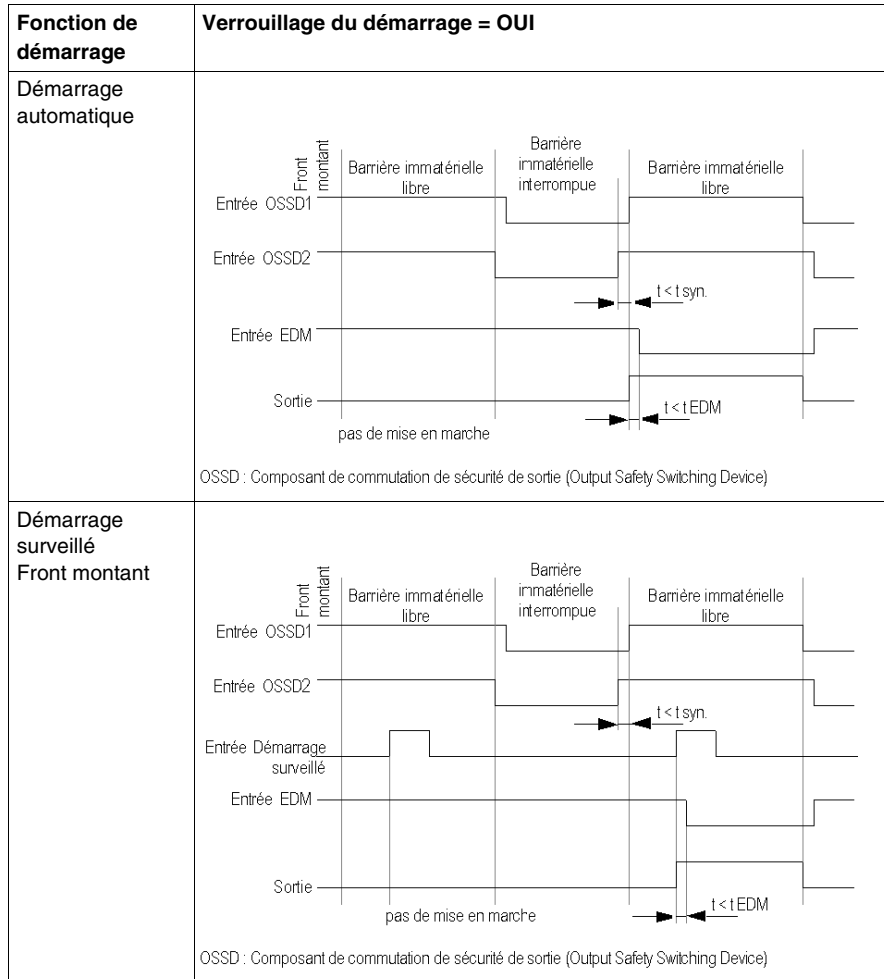 Fonction de
démarrage
Verrouillage du démarrage = OUI
Démarrage
automatique
Front
montant
Barrière immatérielle
libre
Barrière
immatérielle
interrompue
Barrière immatérielle
libre
Entrée OSSD1
Entrée OSSD2
t < t syn.
Entrée EDM
Sortie
t < t EDM
pas de mise en marche
OSSD : Composant de commutation de sécurité de sortie (Output Safety Switching Device)
Démarrage
surveillé
Front montant
Front
montant
Barrière immatérielle
libre
Barrière
immatérielle
interrompue
Barrière immatérielle
libre
Entrée OSSD1
Entrée OSSD2
t < t syn.
Entrée Démarrage
surveillé
Entrée EDM
Sortie
t < t EDM
pas de mise en marche
OSSD : Composant de commutation de sécurité de sortie (Output Safety Switching Device)